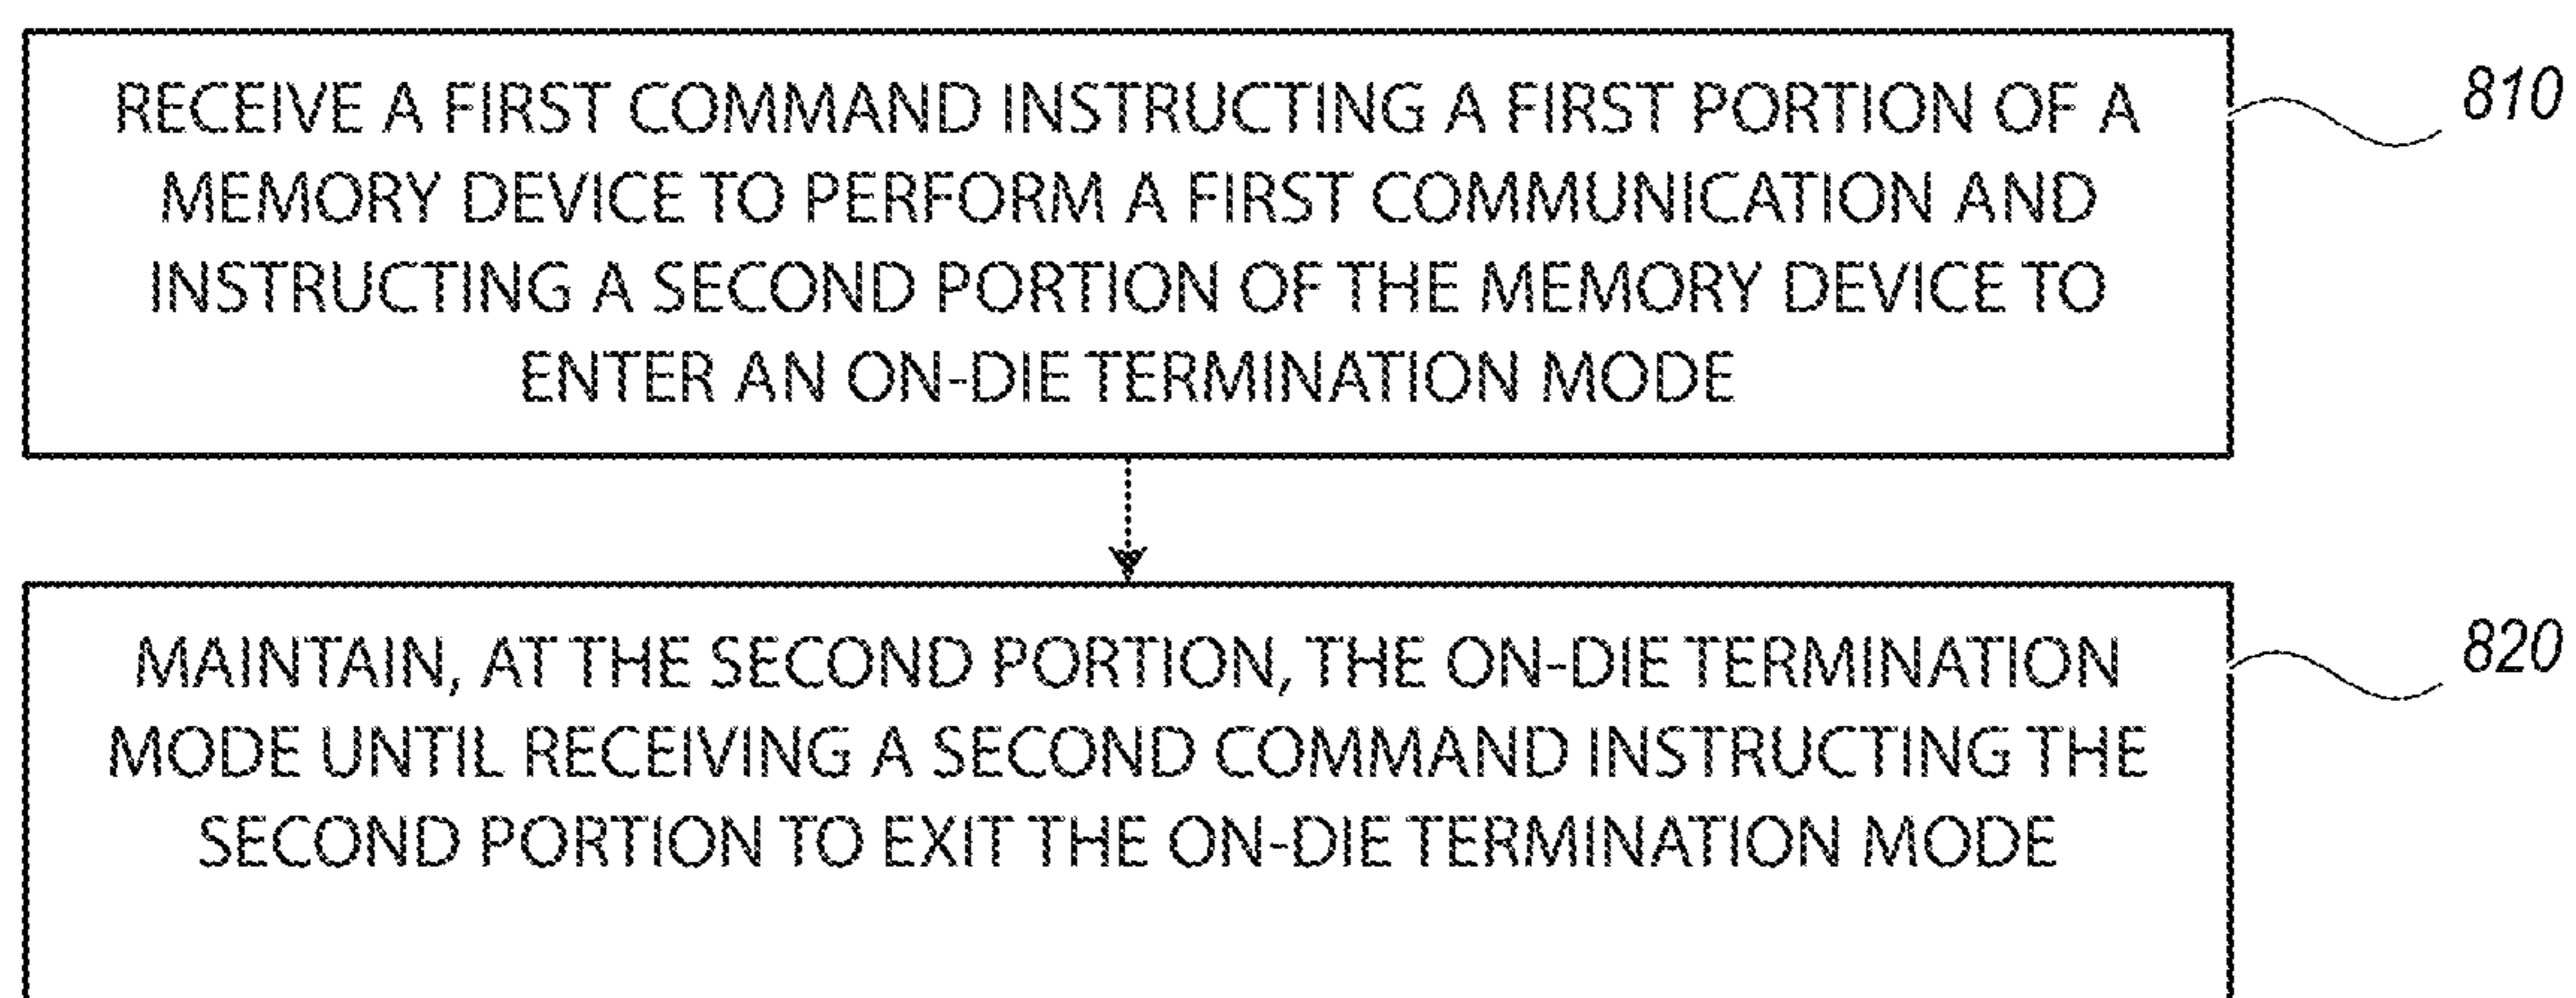 RECEIVE A FIRST COMMAND INSTRUCTING A FIRST PORTION OF A
MEMORY DEVICE TO PERFORM A FIRST COMMUNICATION AND
INSTRUCTING A SECOND PORTION OF THE MEMORY DEVICE TO
ENTER AN ON-DIE TERMINATION MODE
810
MAINTAIN, AT THE SECOND PORTION, THE ON-DIE TERMINATION
MODE UNTIL RECEIVING A SECOND COMMAND INSTRUCTING THE
SECOND PORTION TO EXIT THE ON-DIE TERMINATION MODE
820